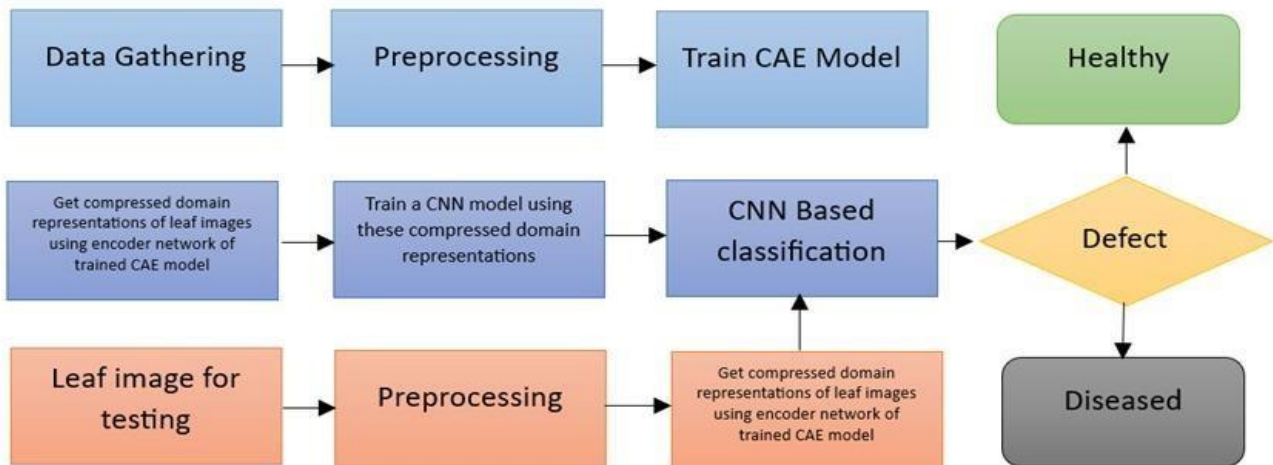 Data Gathering
Preprocessing
Train CAE Model
Healthy
Get compressed domain
representations of leaf images
using encoder network of
trained CAE model
Train a CNN model using
these compressed domain
representations
CNN Based
classification
Defect
Leaf image for
testing
Preprocessing
Get compressed domain
representations of leaf images
using encoder network of
trained CAE model
Diseased